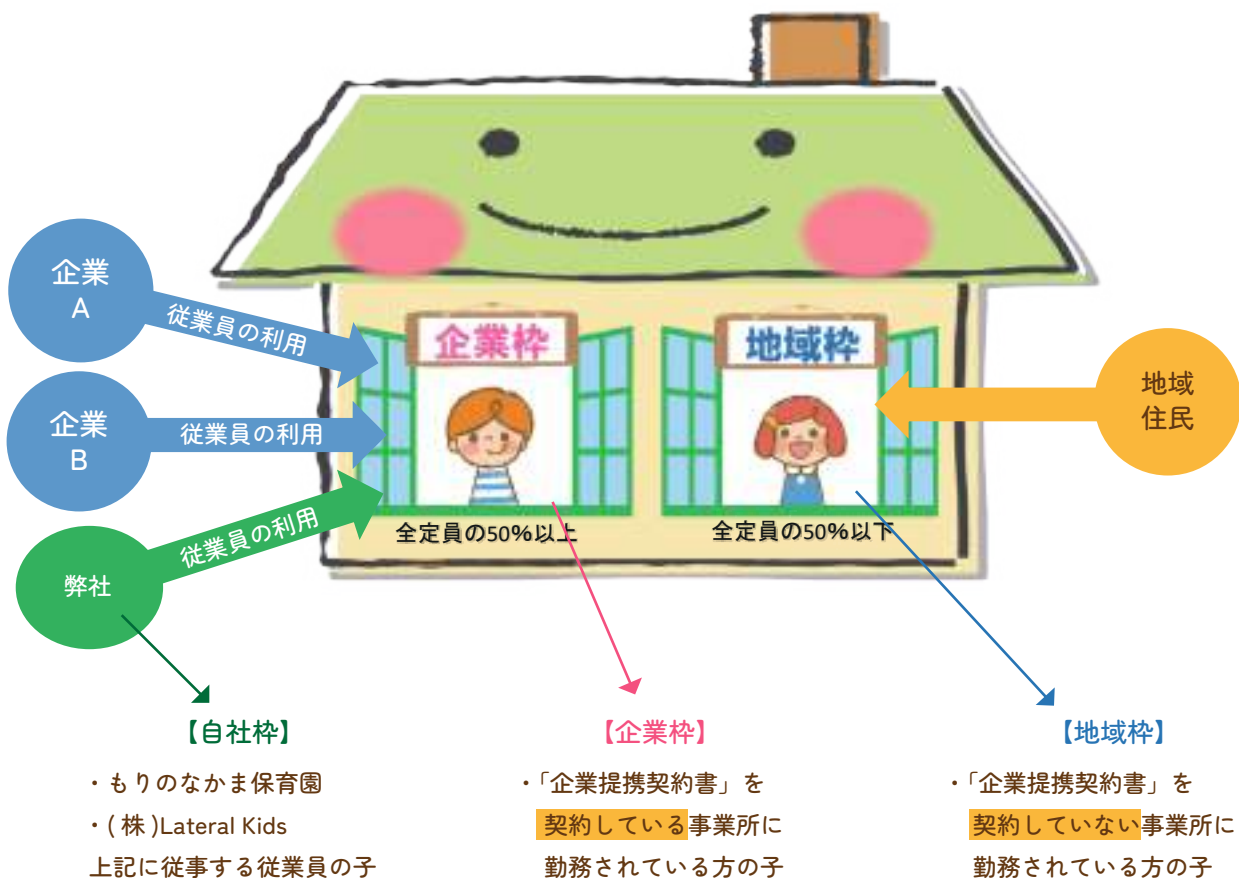 企業
A
従業員の利用
企業枠
地域枠
企業
B
従業員の利用
地域
住民
弊社
従業員の利用
全定員の50%以上
全定員の50%以下
【自社枠】
・もりのなかま保育園
・(株)Lateral Kids
上記に従事する従業員の子
【企業枠】
・「企業提携契約書」を
契約している事業所に
勤務されている方の子
【地域枠】
・「企業提携契約書」を
契約していない事業所に
勤務されている方の子